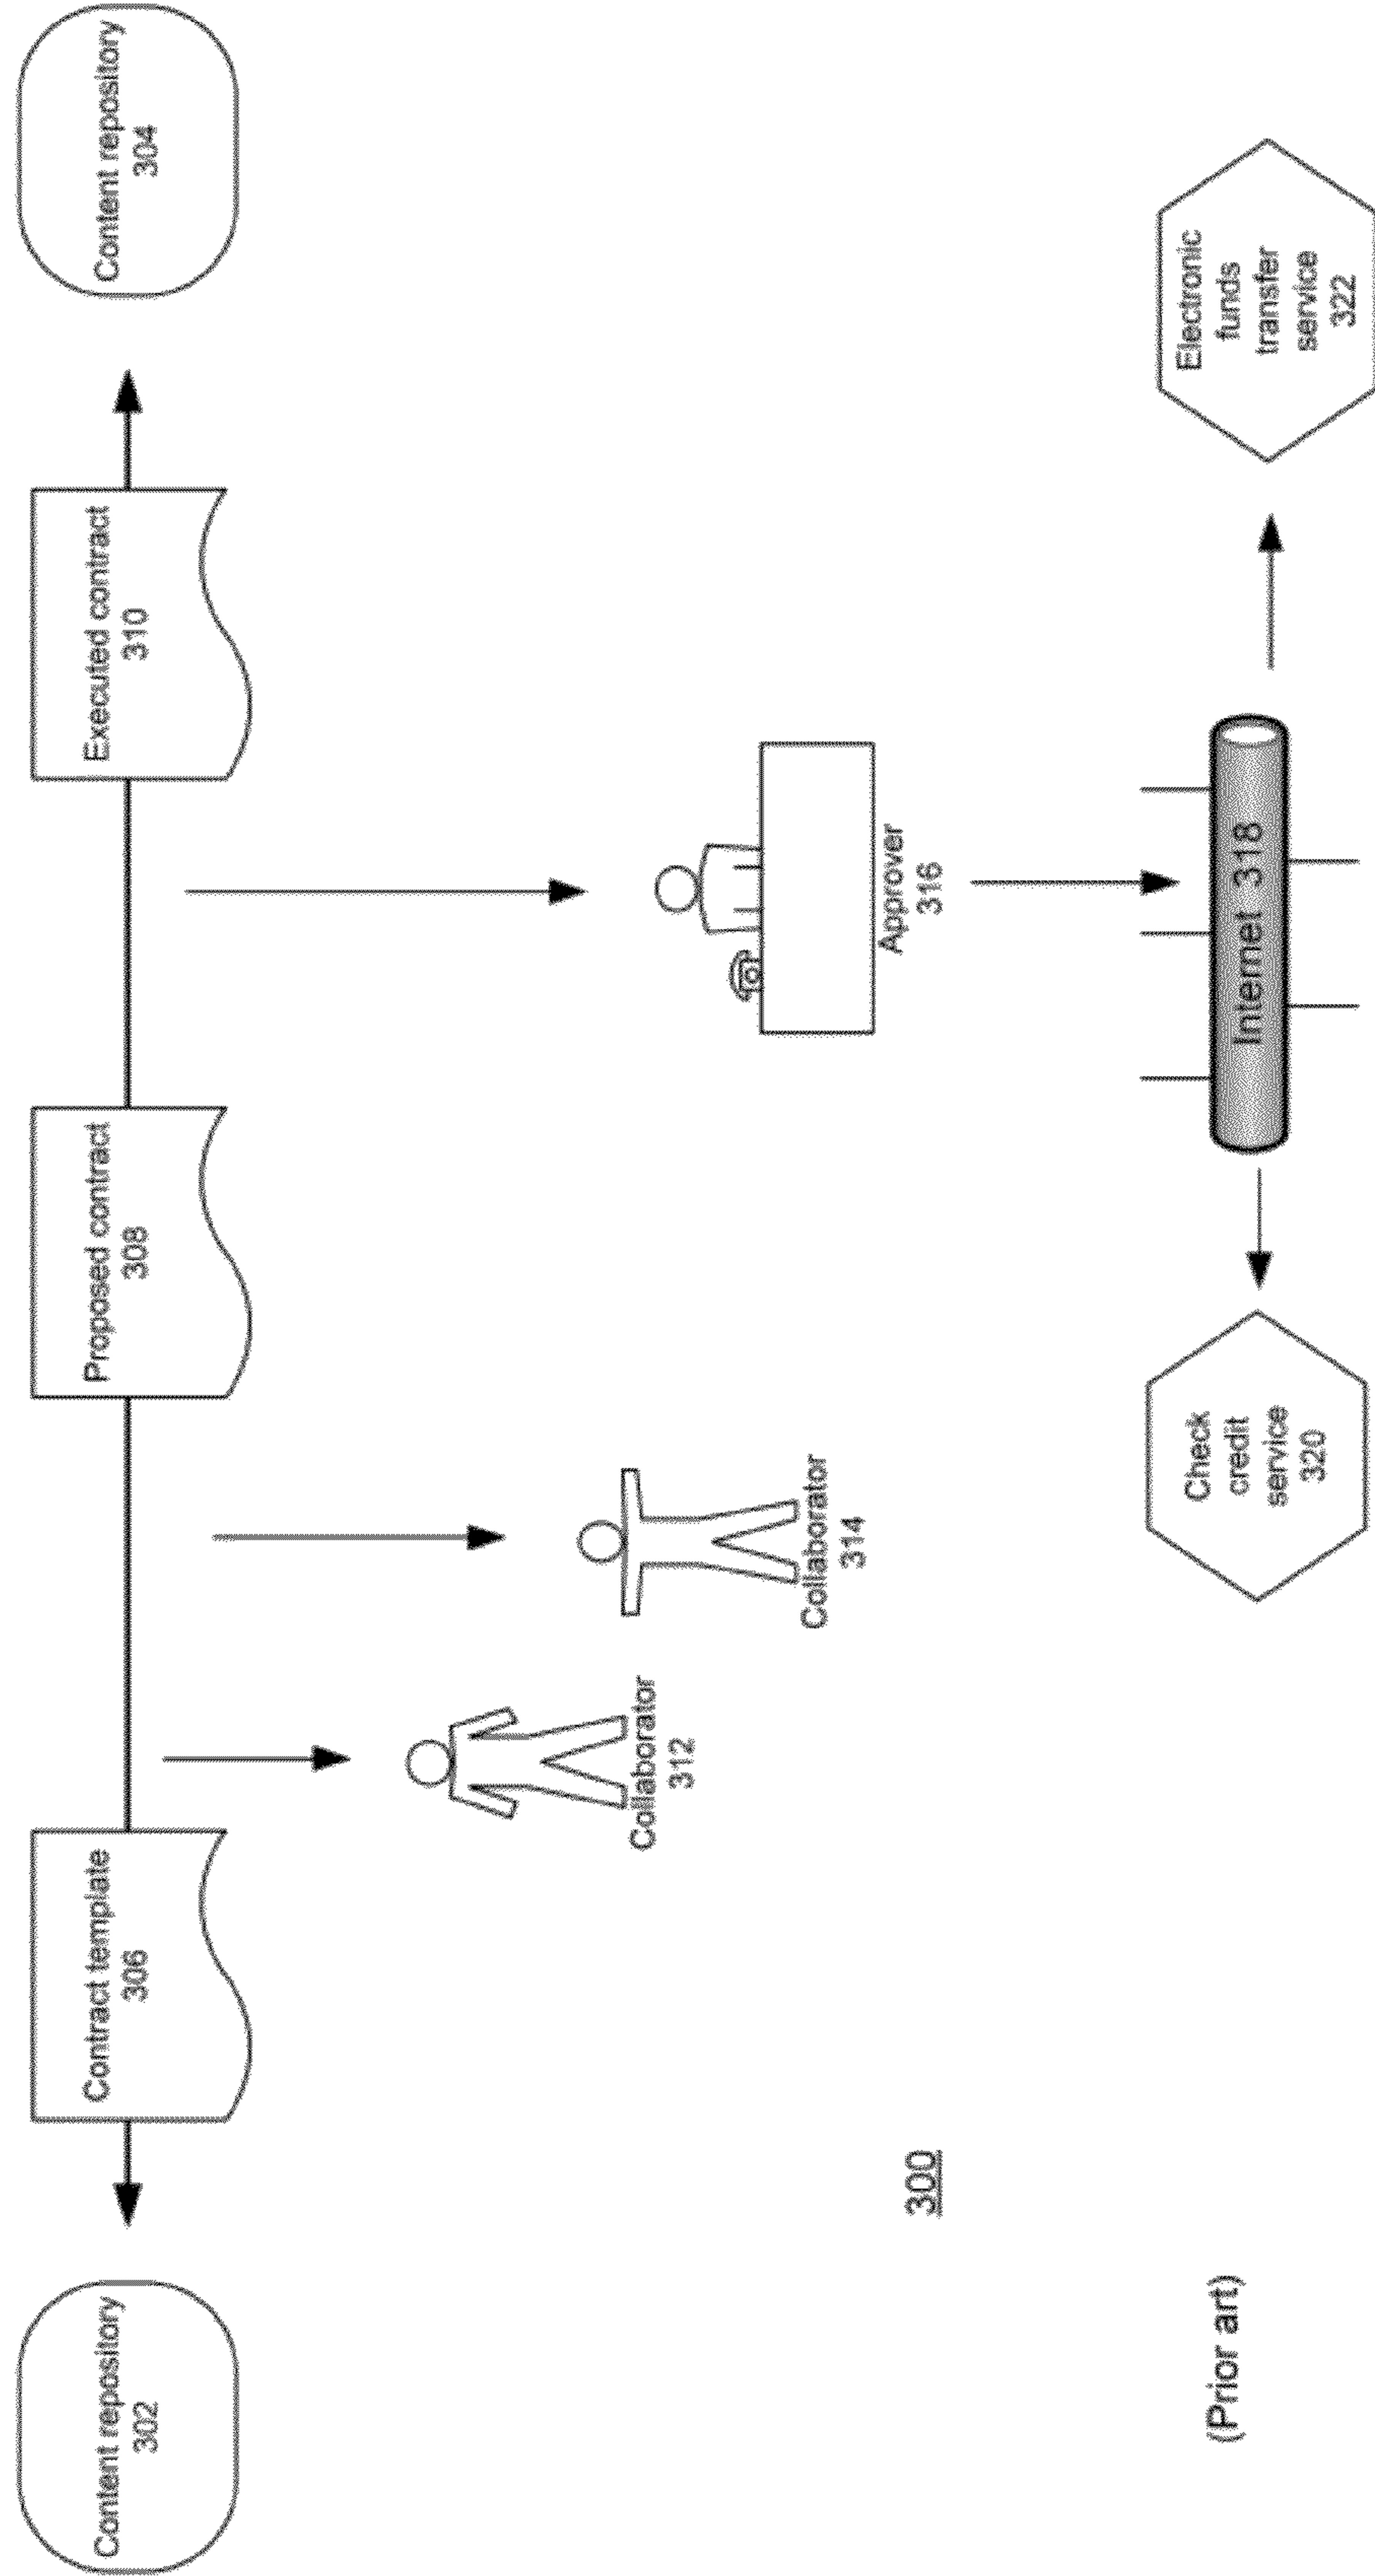 Content repository
302
Contract template
306
Proposed contract
308
Executed contract
310
Content repository
304
Collaborator
312
Collaborator
314
Approver
316
300
(Prior art)
Check
credit
service
320
Internet 318
Electronic
funds
transfer
service
322